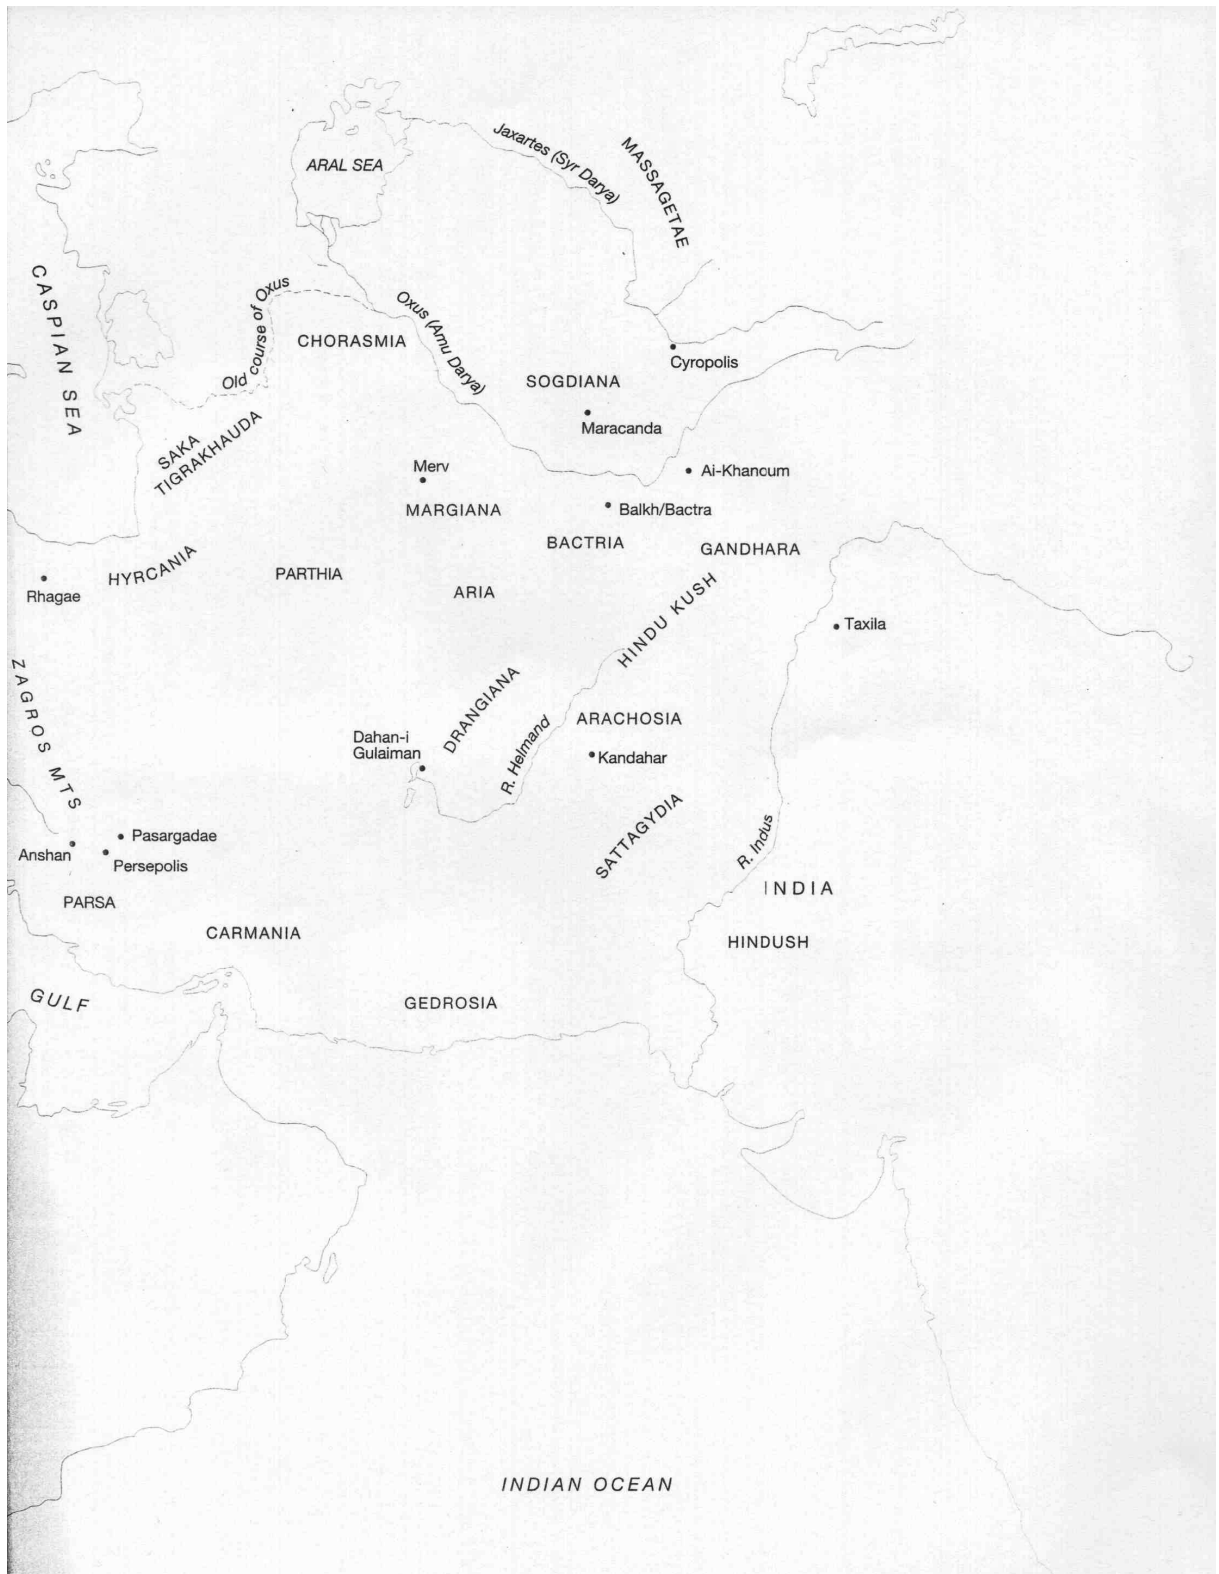 ARAL SEA
Jaxartes (Syr Darya)
MASSAGETAE
CASPIAN SEA
Old course of Oxus
Oxus (Amu Darya)
CHORASMIA
Cyropolis
SOGDIANA
Maracanda
SAKA
TIGRAKHAUDA
Merv
Ai-Khanoum
MARGIANA
Balkh/Bactra
BACTRIA
GANDHARA
HYRCANIA
PARTHIA
ARIA
Rhagae
HINDU KUSH
Taxila
ZAGROS MTS
DRANGIANA
ARACHOSIA
Dahan-i
Gulaiman
R. Helmand
Kandahar
SATTAGYDIA
R. Indus
Pasargadae
Anshan
Persepolis
INDIA
PARSA
CARMANIA
HINDUSH
GULF
GEDROSIA
INDIAN OCEAN